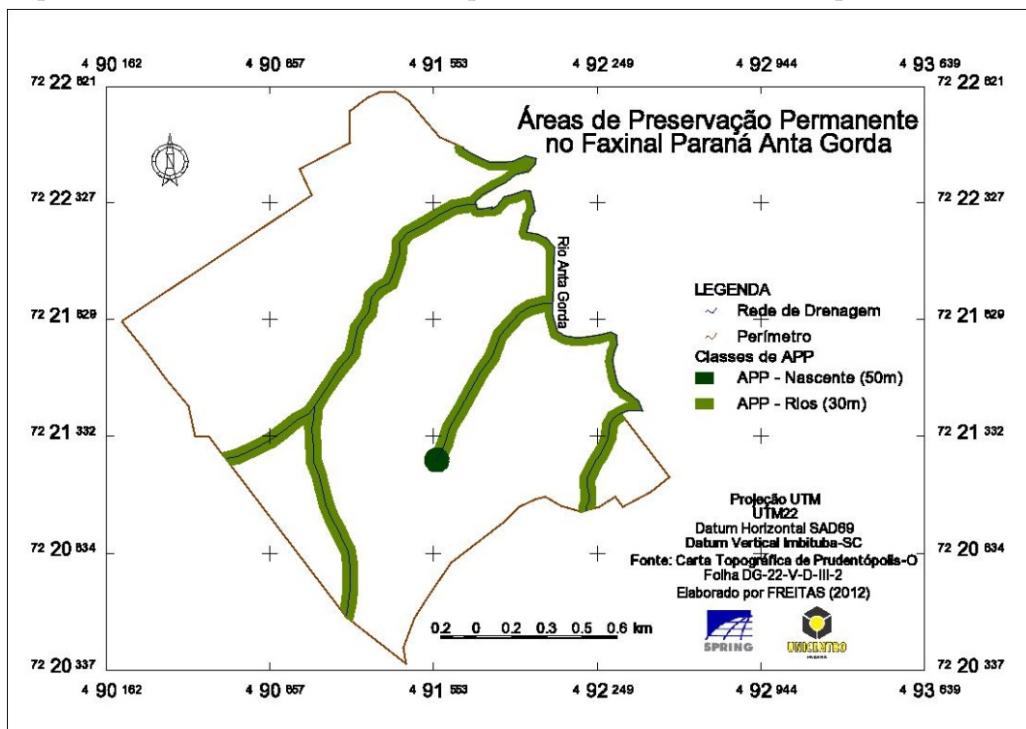 4 90 162 4 90 857 4 91 553 4 92 249 4 92 944 4 93 639
72 22 821 72 22 821
Áreas de Preservação Permanente
no Faxinal Paraná Anta Gorda
72 22 327 72 22 327
Rio Anta Gorda
LEGENDA
Rede de Drenagem
72 21 829 72 21 829
Perímetro
Classes de APP
APP - Nascente (50m)
APP - Rios (30m)
72 21 332 72 21 332
Projeção UTM
UTM22
Datum Horizontal SAD69
Datum Vertical Imbituba-SC
72 20 834 72 20 834
Fonte: Carta Topográfica de Prudentópolis-O
Folha DG-22-V-D-III-2
Elaborado por FREITAS (2012)
0.2 0 0.2 0.3 0.5 0.6 km
SPRING UNICENTRO
PARANÁ
72 20 337 72 20 337
4 90 162 4 90 857 4 91 553 4 92 249 4 92 944 4 93 639